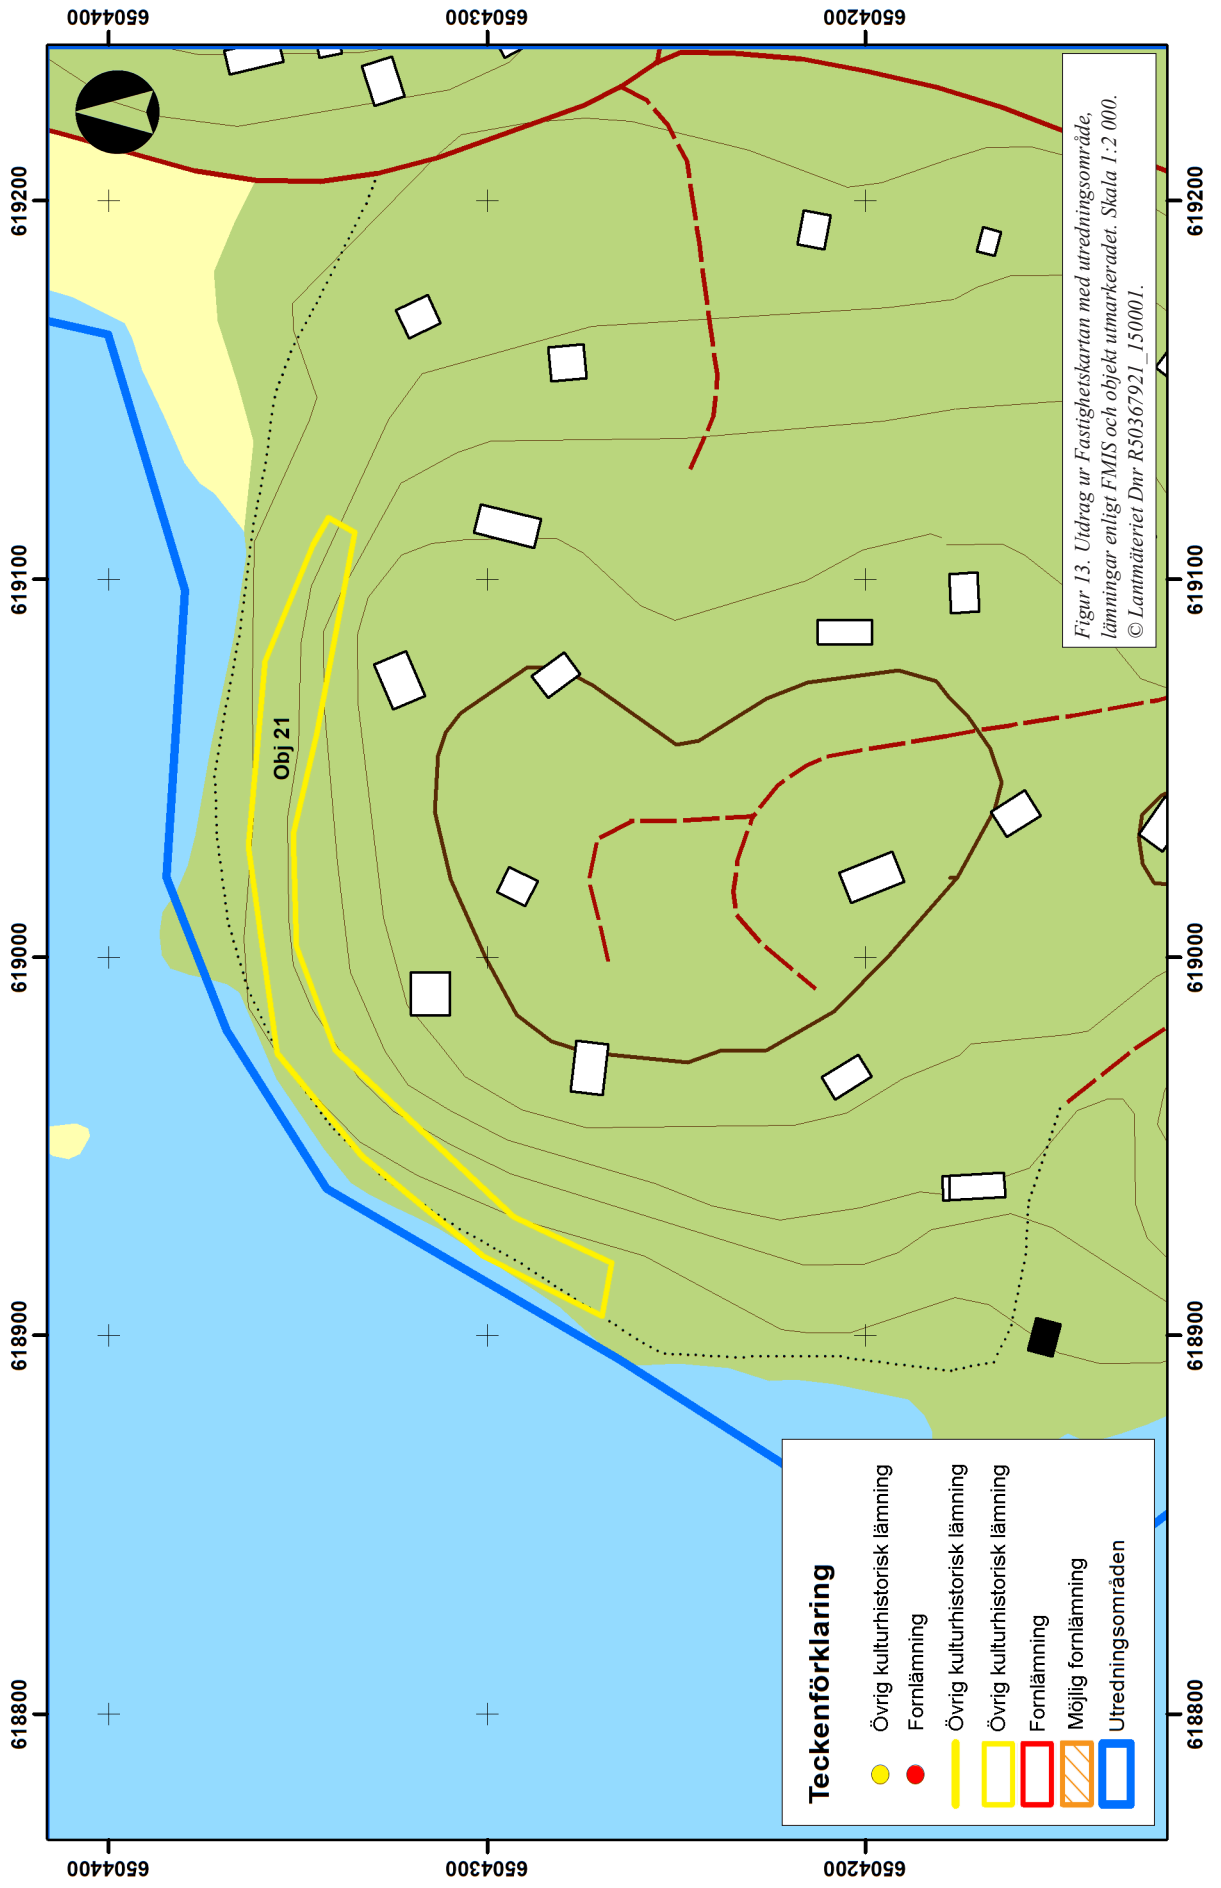 618800
618900
619000
619100
619200
6504400
6504400
6504300
6504300
6504200
6504200
Obj 21
Teckenförklaring
Övrig kulturhistorisk lämning
Fornlämning
Övrig kulturhistorisk lämning
Övrig kulturhistorisk lämning
Fornlämning
Möjlig fornlämning
Utredningsområden
Figur 13. Utdrag ur Fastighetskartan med utredningsområde,
lämningar enligt FMIS och objekt utmarkeradet. Skala 1:2 000.
© Lantmäteriet Dnr R50367921_150001.
618800
618900
619000
619100
619200